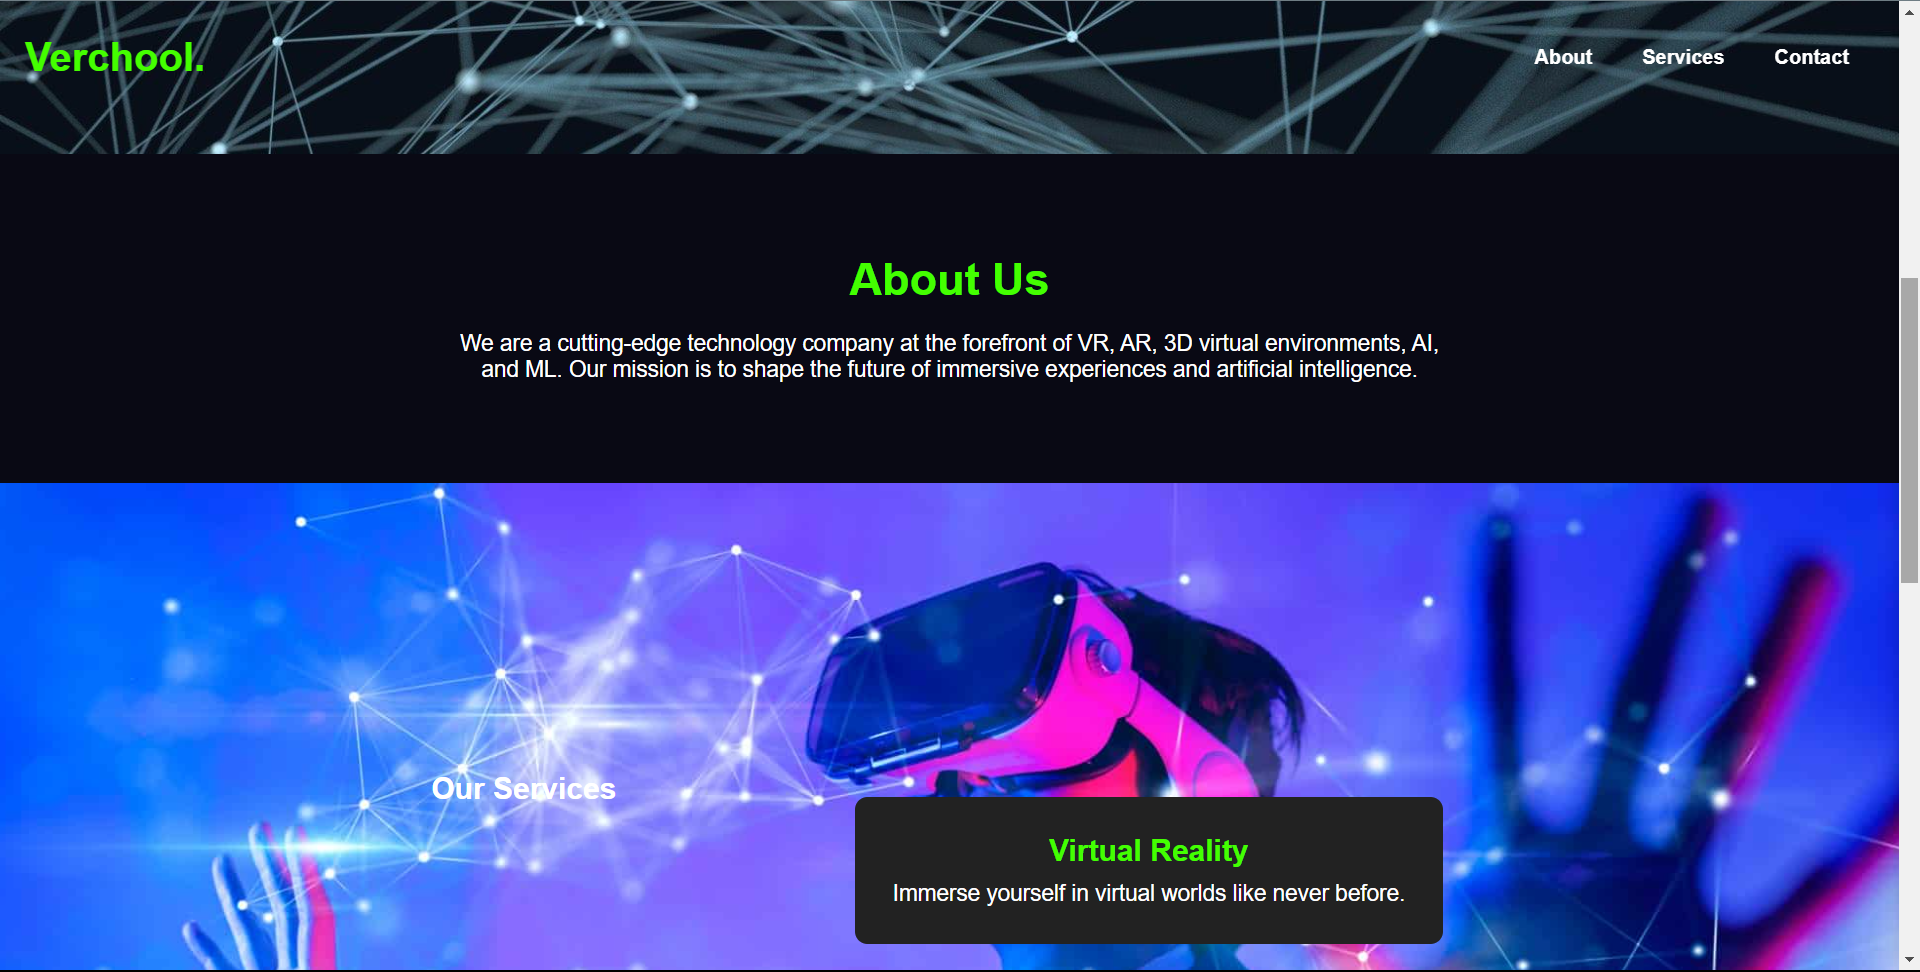 Verchool.
About Services Contact
About Us
We are a cutting-edge technology company at the forefront of VR, AR, 3D virtual environments, AI,
and ML. Our mission is to shape the future of immersive experiences and artificial intelligence.
Our Services
Virtual Reality
Immerse yourself in virtual worlds like never before.